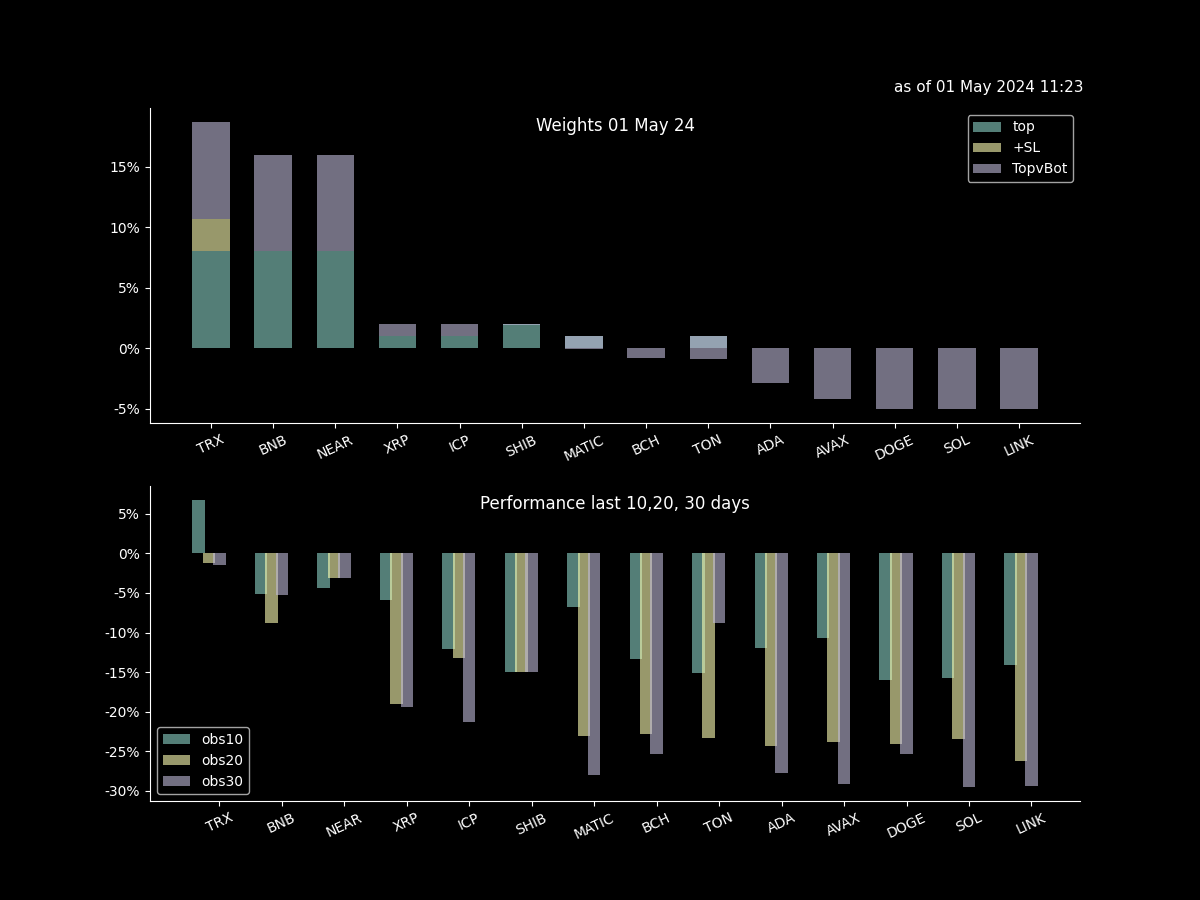 as of 01 May 2024 11:23
Weights 01 May 24
top
+SL
TopvBot
15%
10%
5%
0%
-5%
TRX BNB NEAR XRP ICP SHIB MATIC BCH TON ADA AVAX DOGE SOL LINK
Performance last 10,20, 30 days
5%
0%
-5%
-10%
-15%
-20%
-25%
-30%
obs10
obs20
obs30
TRX BNB NEAR XRP ICP SHIB MATIC BCH TON ADA AVAX DOGE SOL LINK